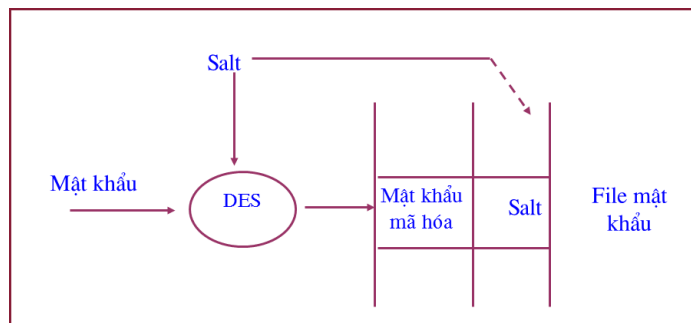 Salt
Mật khẩu
DES
Mật khẩu
mã hóa
Salt
File mật
khẩu